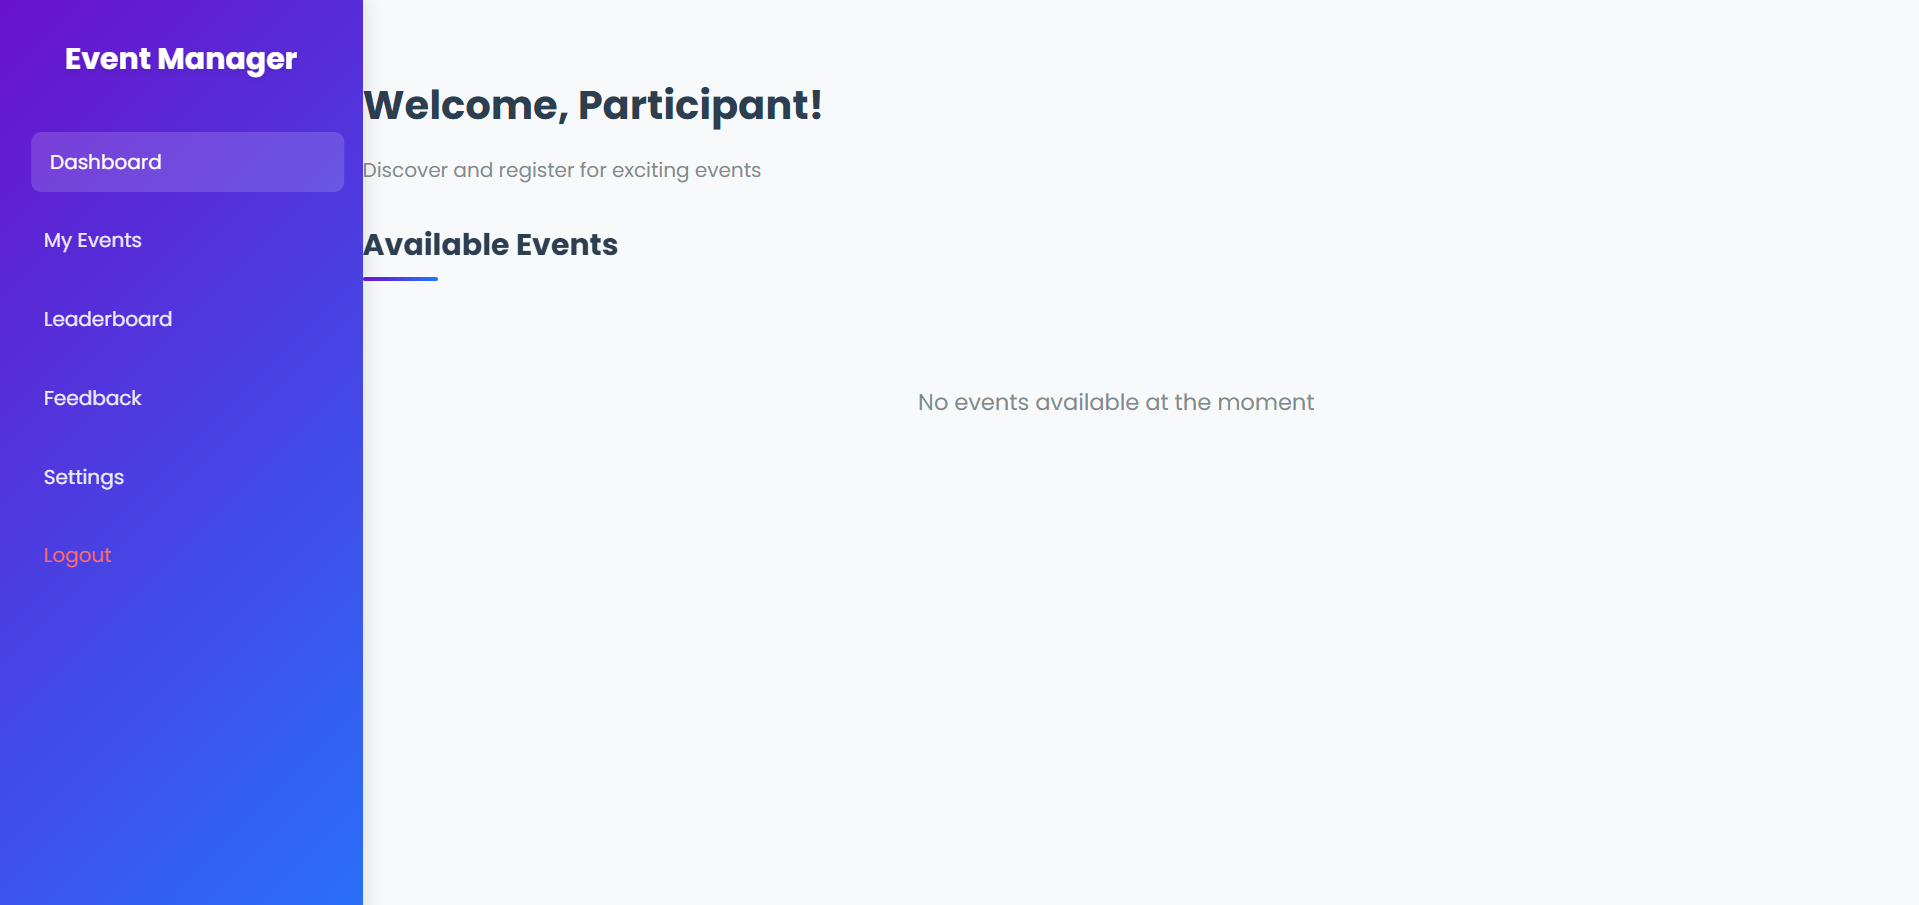 Event Manager
Dashboard
My Events
Leaderboard
Feedback
Settings
Logout
Welcome, Participant!
Discover and register for exciting events
Available Events
No events available at the moment